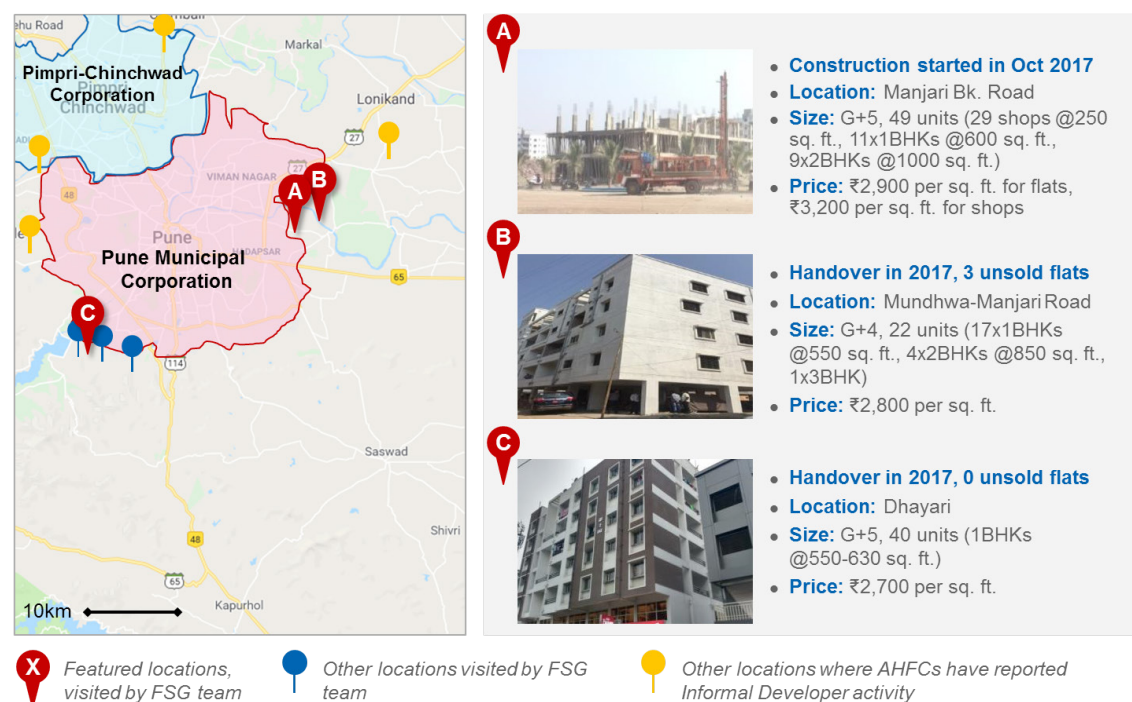 ehu Road
Markal
Pimpri-Chinchwad
Corporation
Pimpri-
Chinchwad
Lonikand
27
27
VIMAN NAGAR
A
B
48
Pune
HADAPSAR
Pune Municipal
Corporation
65
C
114
Saswad
Shivri
48
65
Kapurhol
10km
A
Construction started in Oct 2017
Location: Manjari Bk. Road
Size: G+5, 49 units (29 shops @250
sq. ft., 11x1BHKs @600 sq. ft.,
9x2BHKs @1000 sq. ft.)
Price: ₹2,900 per sq. ft. for flats,
₹3,200 per sq. ft. for shops
B
Handover in 2017, 3 unsold flats
Location: Mundhwa-Manjari Road
Size: G+4, 22 units (17x1BHKs
@550 sq. ft., 4x2BHKs @850 sq. ft.,
1x3BHK)
Price: ₹2,800 per sq. ft.
C
Handover in 2017, 0 unsold flats
Location: Dhayari
Size: G+5, 40 units (1BHKs
@550-630 sq. ft.)
Price: ₹2,700 per sq. ft.
X
Featured locations,
visited by FSG team
Other locations visited by FSG
team
Other locations where AHFCs have reported
Informal Developer activity